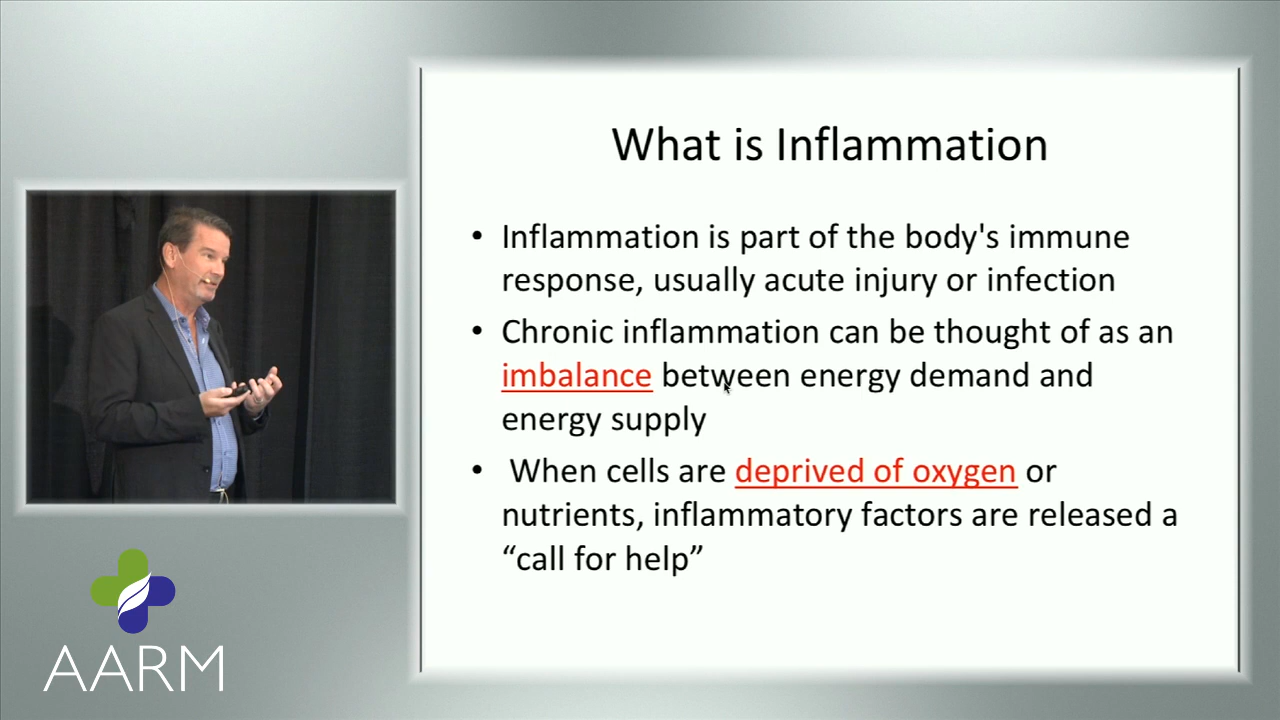 What is Inflammation
• Inflammation is part of the body's immune
response, usually acute injury or infection
• Chronic inflammation can be thought of as an
imbalance between energy demand and
energy supply
• When cells are deprived of oxygen or
nutrients, inflammatory factors are released a
“call for help”
AARM